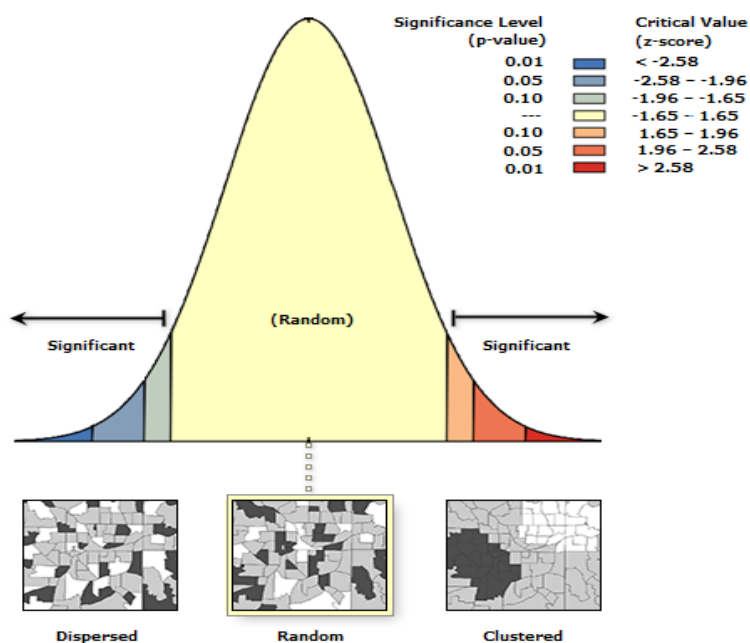 Significance Level Critical Value
(p-value) (z-score)
0.01 < -2.58
0.05 -2.58 – -1.96
0.10 -1.96 – -1.65
--- -1.65 – 1.65
0.10 1.65 – 1.96
0.05 1.96 – 2.58
0.01 > 2.58
(Random)
Significant Significant
Dispersed Random Clustered